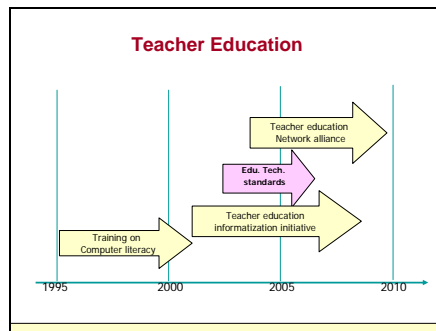 Teacher Education
Teacher education
Network alliance
Edu. Tech.
standards
Teacher education
informatization initiative
Training on
Computer literacy
1995 2000 2005 2010